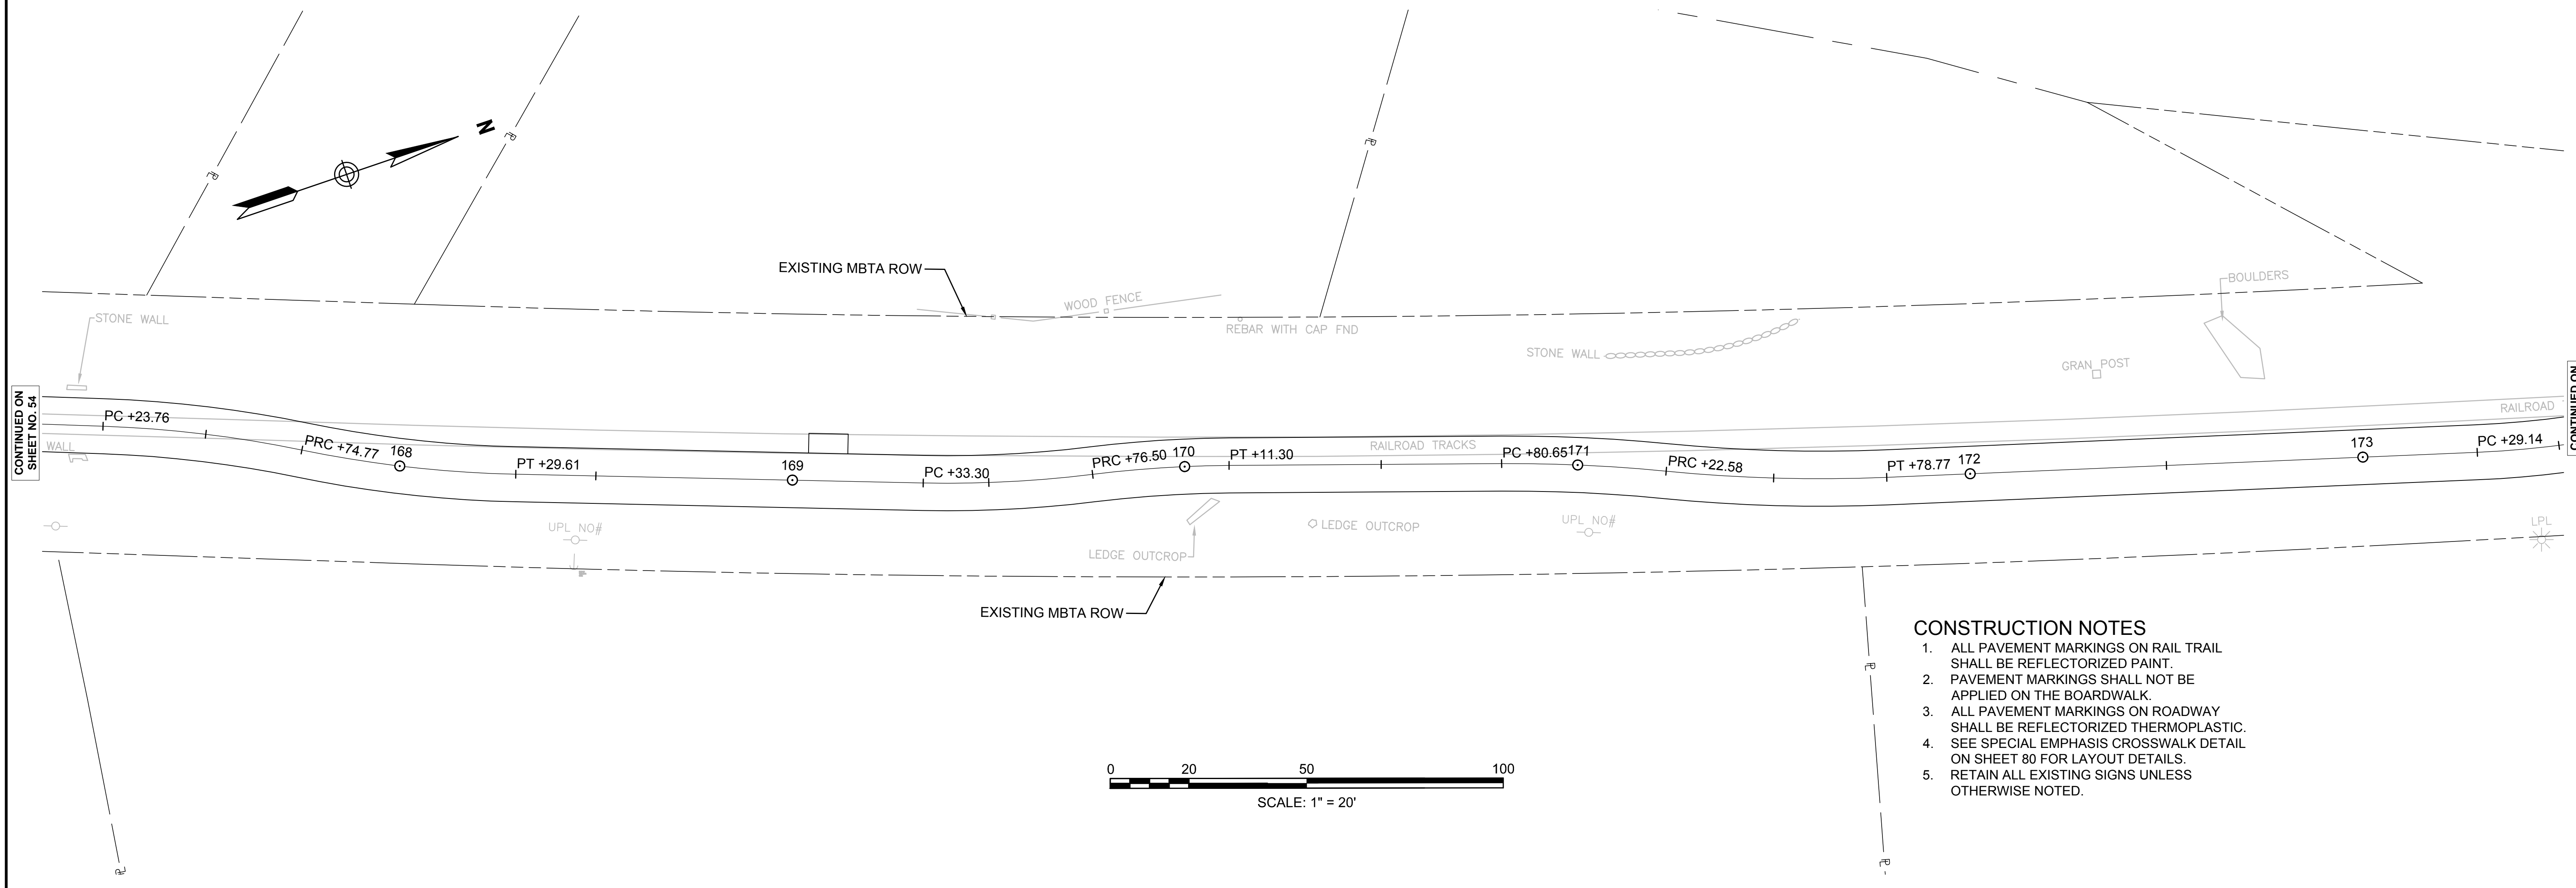 N
PL
PL
PL
EXISTING MBTA ROW
WOOD FENCE
REBAR WITH CAP FND
BOULDERS
STONE WALL
STONE WALL
GRAN POST
CONTINUED ON
SHEET NO. 54
WALL
PC +23.76
PRC +74.77
168
PT +29.61
169
PC +33.30
PRC +76.50
170
PT +11.30
RAILROAD TRACKS
PC +80.65
171
PRC +22.58
PT +78.77
172
173
PC +29.14
RAILROAD
CONTINUED ON
UPL NO#
LEDGE OUTCROP
LEDGE OUTCROP
UPL NO#
LPL
EXISTING MBTA ROW
PL
PL
PL
CONSTRUCTION NOTES
1. ALL PAVEMENT MARKINGS ON RAIL TRAIL
SHALL BE REFLECTORIZED PAINT.
2. PAVEMENT MARKINGS SHALL NOT BE
APPLIED ON THE BOARDWALK.
3. ALL PAVEMENT MARKINGS ON ROADWAY
SHALL BE REFLECTORIZED THERMOPLASTIC.
4. SEE SPECIAL EMPHASIS CROSSWALK DETAIL
ON SHEET 80 FOR LAYOUT DETAILS.
5. RETAIN ALL EXISTING SIGNS UNLESS
OTHERWISE NOTED.
0 20 50 100
SCALE: 1" = 20'